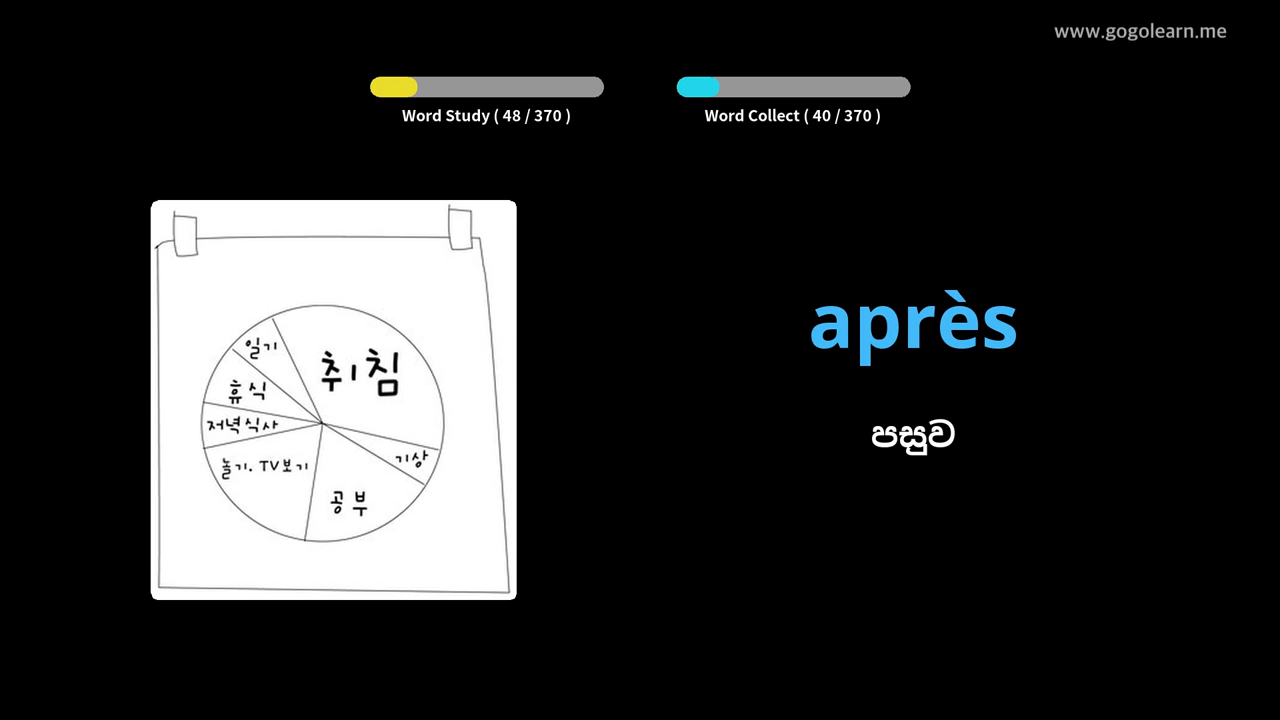 www.gogolearn.me
Word Study ( 48 / 370 )
Word Collect ( 40 / 370 )
일기
취침
휴식
저녁식사
놀기. TV보기
기상
공부
après
පසුව